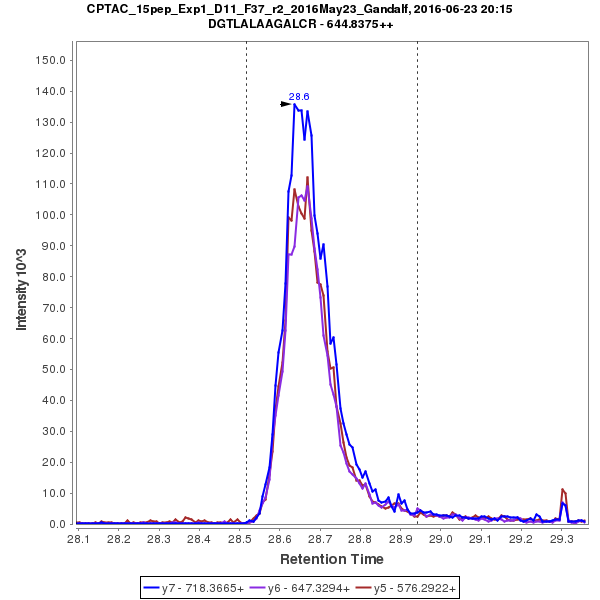 CPTAC_15pep_Exp1_D11_F37_r2_2016May23_Gandalf, 2016-06-23 20:15
DGTLALAAGALCR - 644.8375++
150.0
140.0
130.0
120.0
110.0
100.0
90.0
80.0
70.0
60.0
50.0
40.0
30.0
20.0
10.0
0.0
Intensity 10^3
28.6
28.1 28.2 28.3 28.4 28.5 28.6 28.7 28.8 28.9 29.0 29.1 29.2 29.3
Retention Time
y7 - 718.3665+ y6 - 647.3294+ y5 - 576.2922+